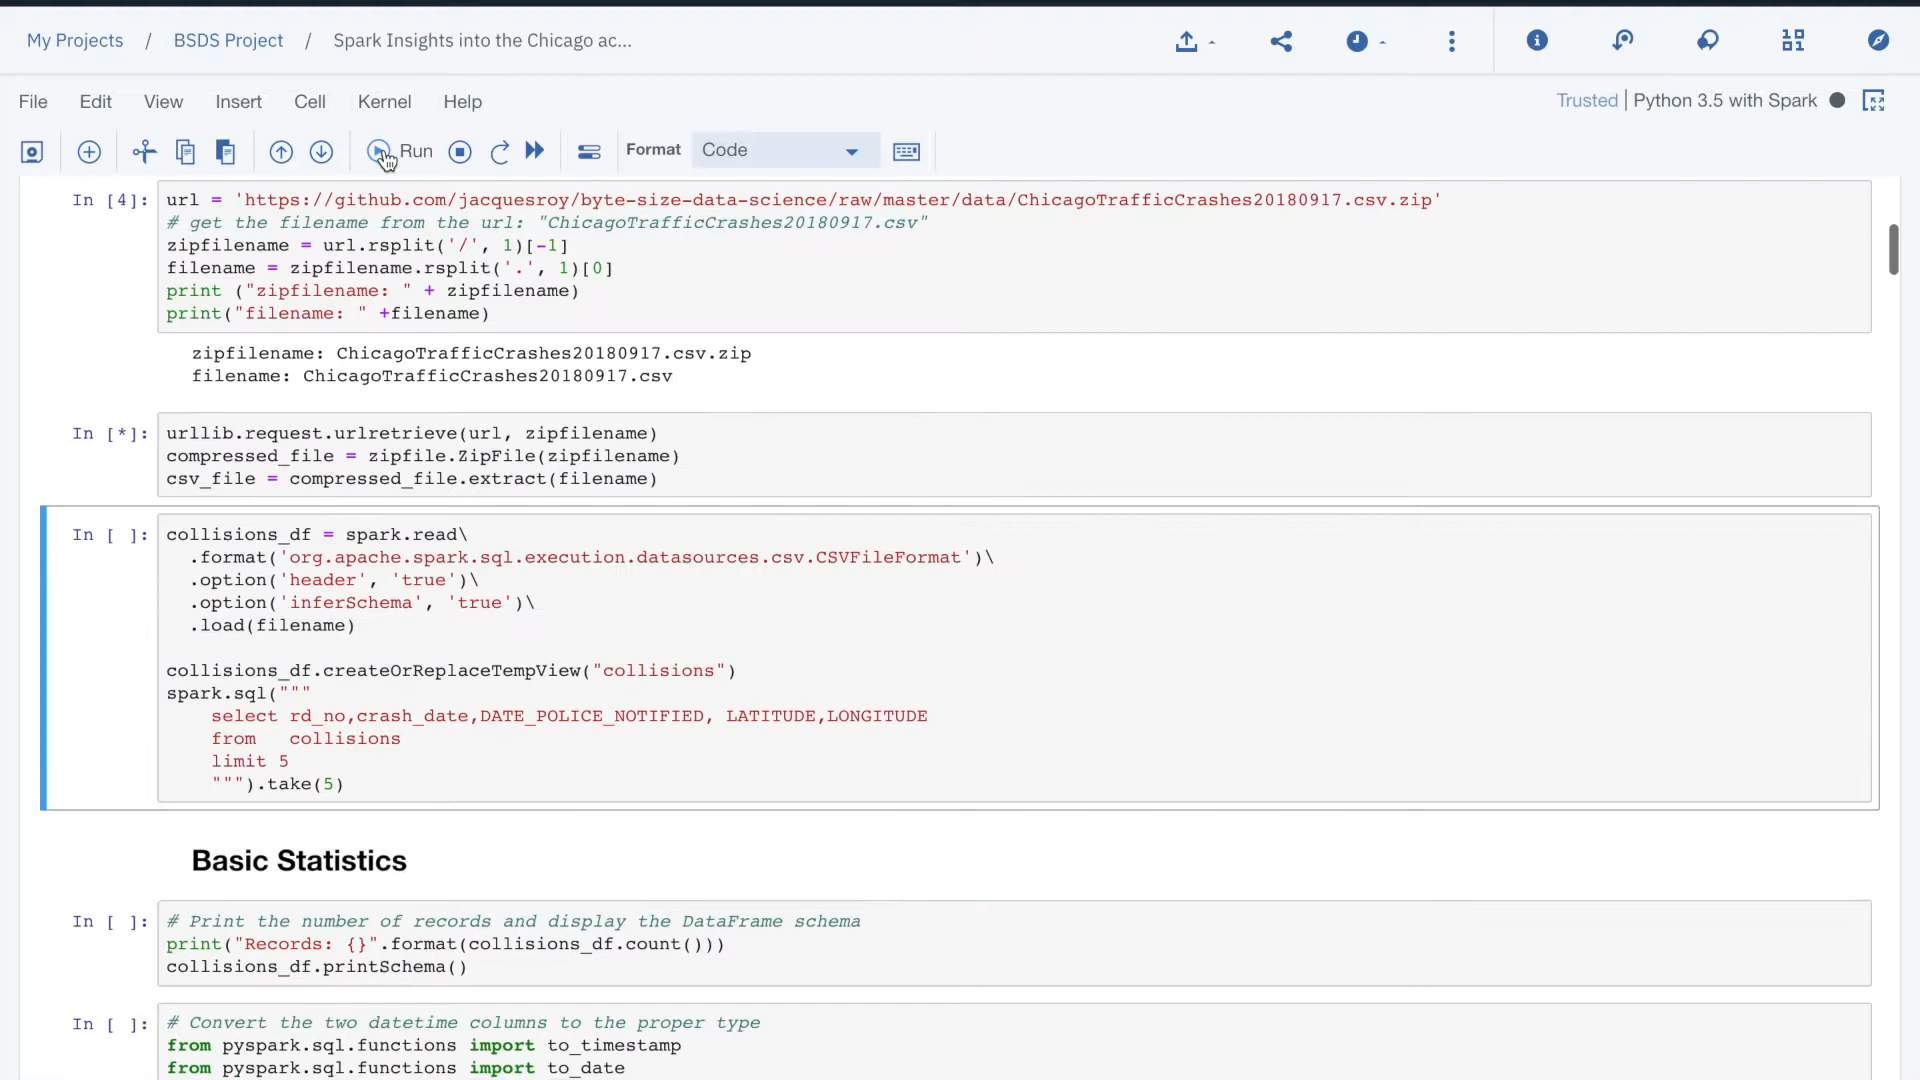 My Projects / BSDS Project / Spark Insights into the Chicago ac...
File Edit View Insert Cell Kernel Help Trusted | Python 3.5 with Spark
Run Format Code
In [4]: url = 'https://github.com/jacquesroy/byte-size-data-science/raw/master/data/ChicagoTrafficCrashes20180917.csv.zip'
# get the filename from the url: "ChicagoTrafficCrashes20180917.csv"
zipfilename = url.rsplit('/', 1)[-1]
filename = zipfilename.rsplit('.', 1)[0]
print ("zipfilename: " + zipfilename)
print("filename: " +filename)
zipfilename: ChicagoTrafficCrashes20180917.csv.zip
filename: ChicagoTrafficCrashes20180917.csv
In [*]: urllib.request.urlretrieve(url, zipfilename)
compressed_file = zipfile.ZipFile(zipfilename)
csv_file = compressed_file.extract(filename)
In [ ]: collisions_df = spark.read\
.format('org.apache.spark.sql.execution.datasources.csv.CSVFileFormat')\
.option('header', 'true')\
.option('inferSchema', 'true')\
.load(filename)
collisions_df.createOrReplaceTempView("collisions")
spark.sql("""
select rd_no,crash_date,DATE_POLICE_NOTIFIED, LATITUDE,LONGITUDE
from collisions
limit 5
""").take(5)
Basic Statistics
In [ ]: # Print the number of records and display the DataFrame schema
print("Records: {}".format(collisions_df.count()))
collisions_df.printSchema()
In [ ]: # Convert the two datetime columns to the proper type
from pyspark.sql.functions import to_timestamp
from pyspark.sql.functions import to_date